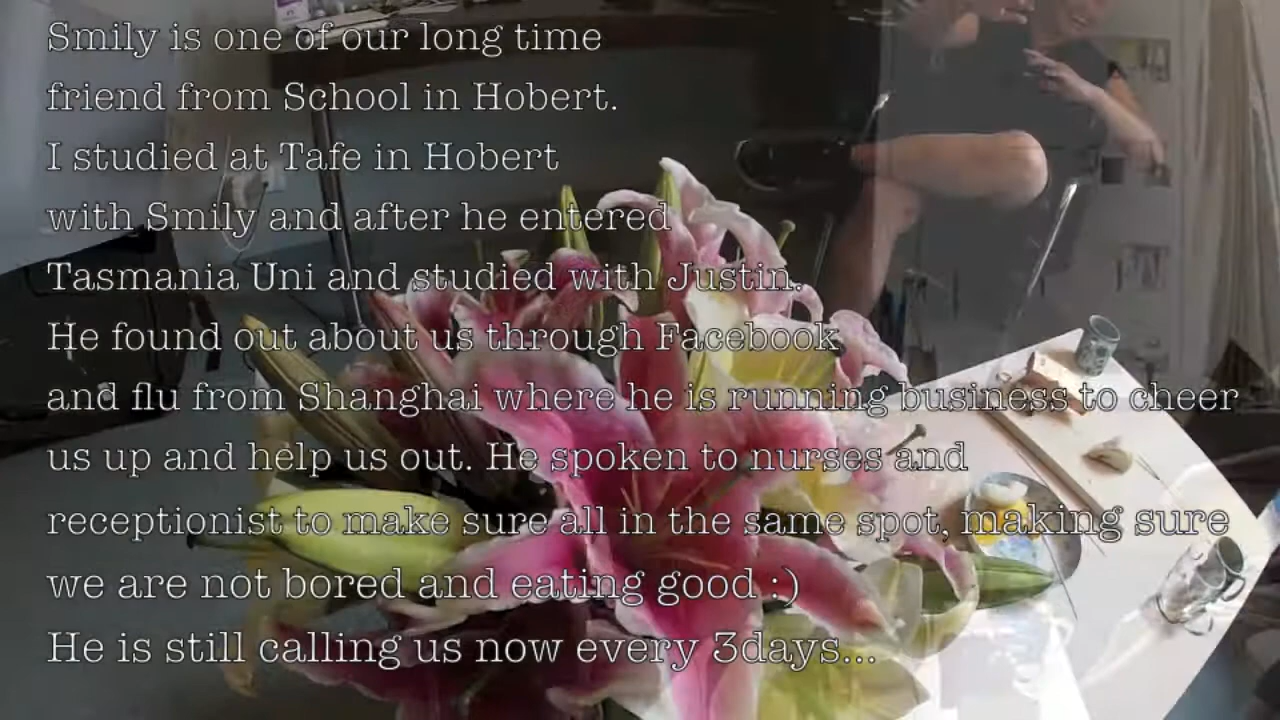 Smily is one of our long time
friend from School in Hobert.
I studied at Tafe in Hobert
with Smily and after he entered
Tasmania Uni and studied with Justin.
He found out about us through Facebook
and flu from Shanghai where he is running business to cheer
us up and help us out. He spoken to nurses and
receptionist to make sure all in the same spot, making sure
we are not bored and eating good :)
He is still calling us now every 3days...